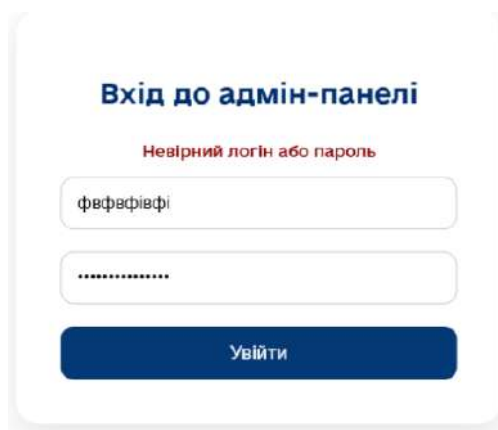 Вхід до адмін-панелі
Невірний логін або пароль
фвфвфівфі
•••••••••••••••
Увійти